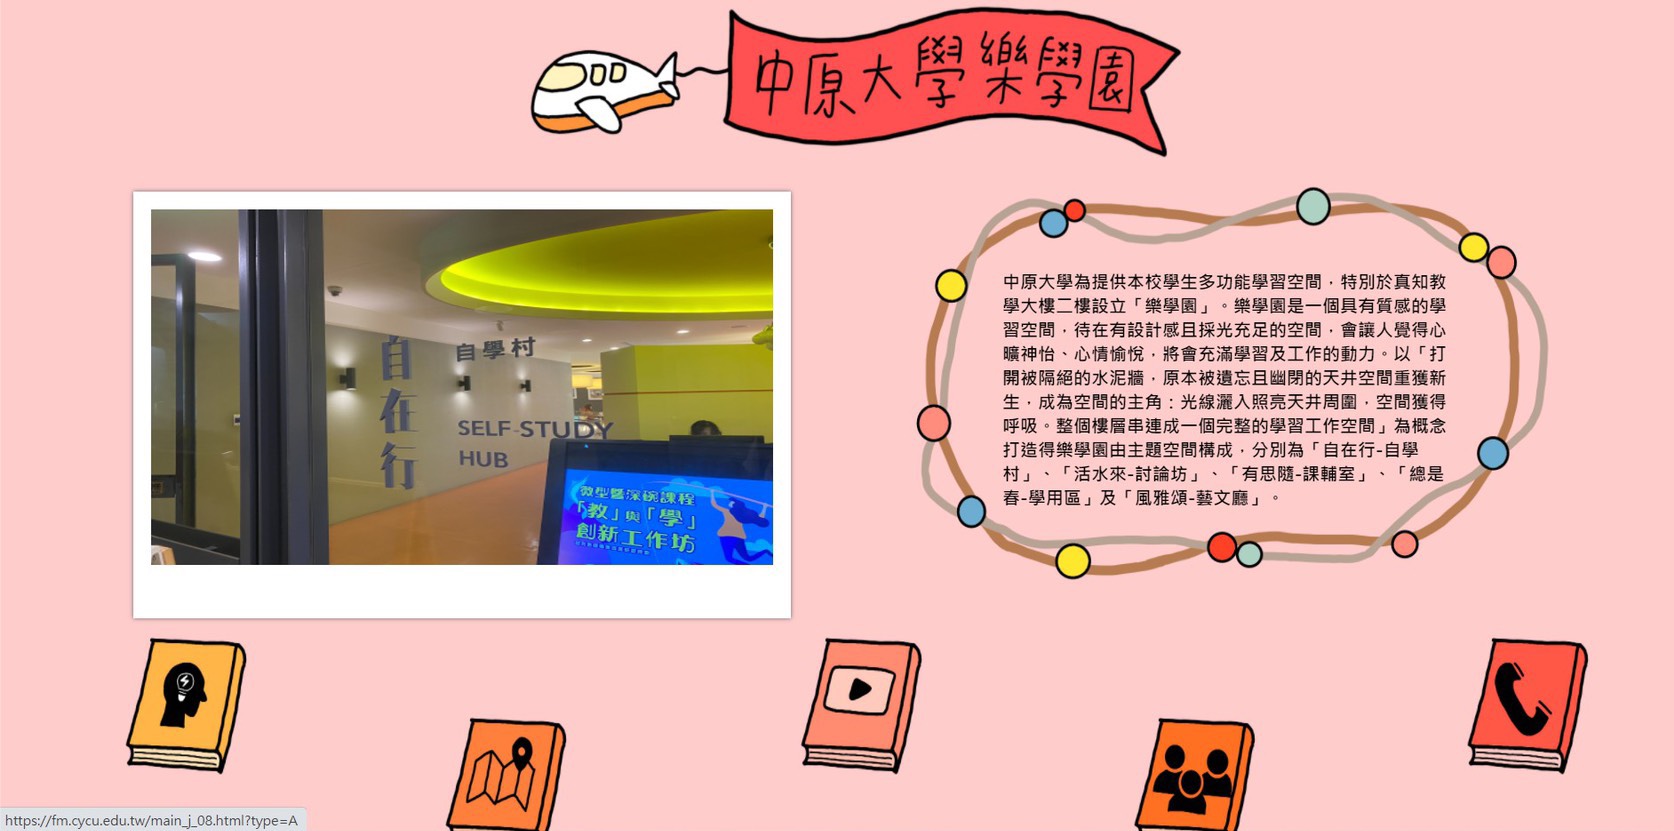 中原大學樂學園
自在行
自學村
SELF-STUDY
HUB
微型暨深碗課程
「教」與「學」
創新工作坊
中原大學為提供本校學生多功能學習空間，特別於真知教
學大樓二樓設立「樂學園」。樂學園是一個具有質感的學
習空間，待在有設計感且採光充足的空間，會讓人覺得心
曠神怡、心情愉悅，將會充滿學習及工作的動力。以「打
開被隔絕的水泥牆，原本被遺忘且幽閉的天井空間重獲新
生，成為空間的主角：光線灑入照亮天井周圍，空間獲得
呼吸。整個樓層串連成一個完整的學習工作空間」為概念
打造得樂學園由主題空間構成，分別為「自在行-自學
村」、「活水來-討論坊」、「有思隨-課輔室」、「總是
春-學用區」及「風雅頌-藝文廳」。
https://fm.cycu.edu.tw/main_j_08.html?type=A